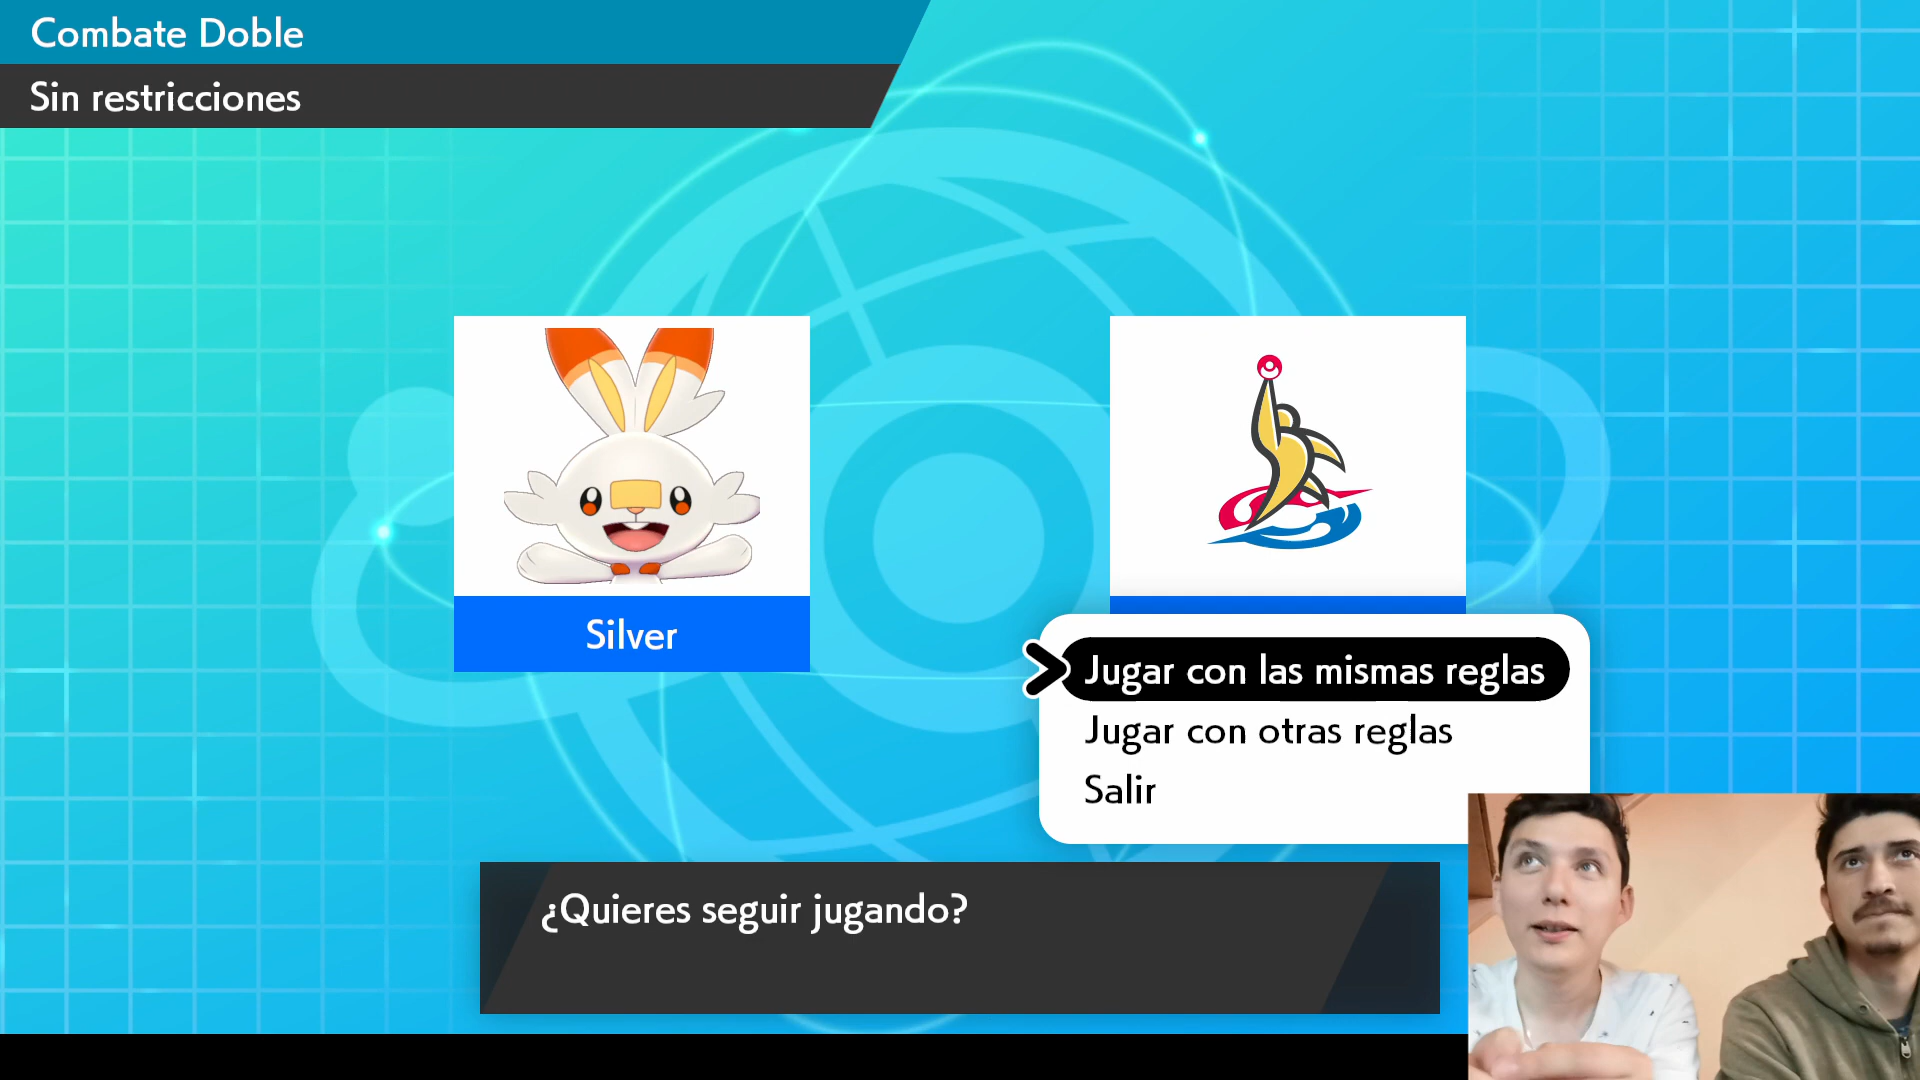 Combate Doble
Sin restricciones
Silver
Jugar con las mismas reglas
Jugar con otras reglas
Salir
¿Quieres seguir jugando?